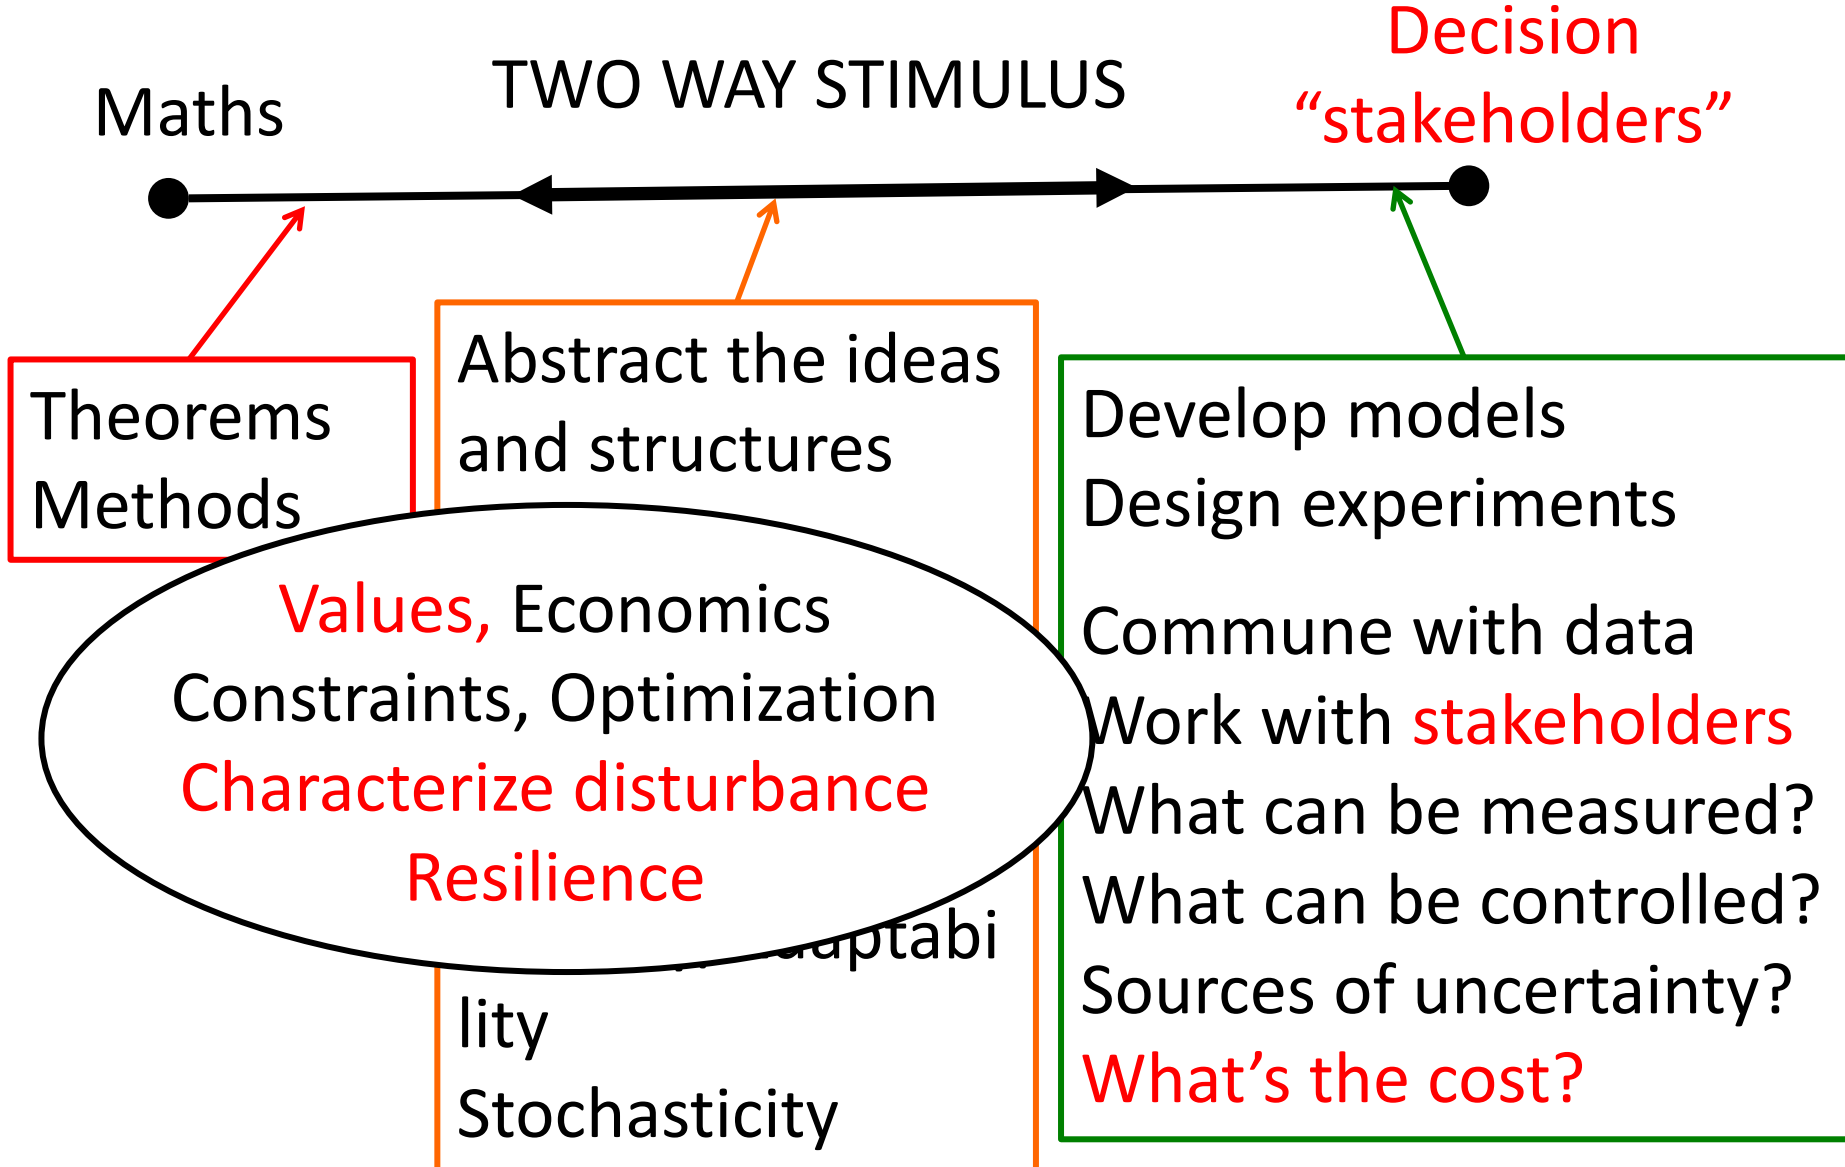 Maths
TWO WAY STIMULUS
Decision
“stakeholders”
Theorems
Methods
Abstract the ideas
and structures
lity
Stochasticity
Values, Economics
Constraints, Optimization
Characterize disturbance
Resilience
Develop models
Design experiments
Commune with data
Work with stakeholders
What can be measured?
What can be controlled?
Sources of uncertainty?
What’s the cost?